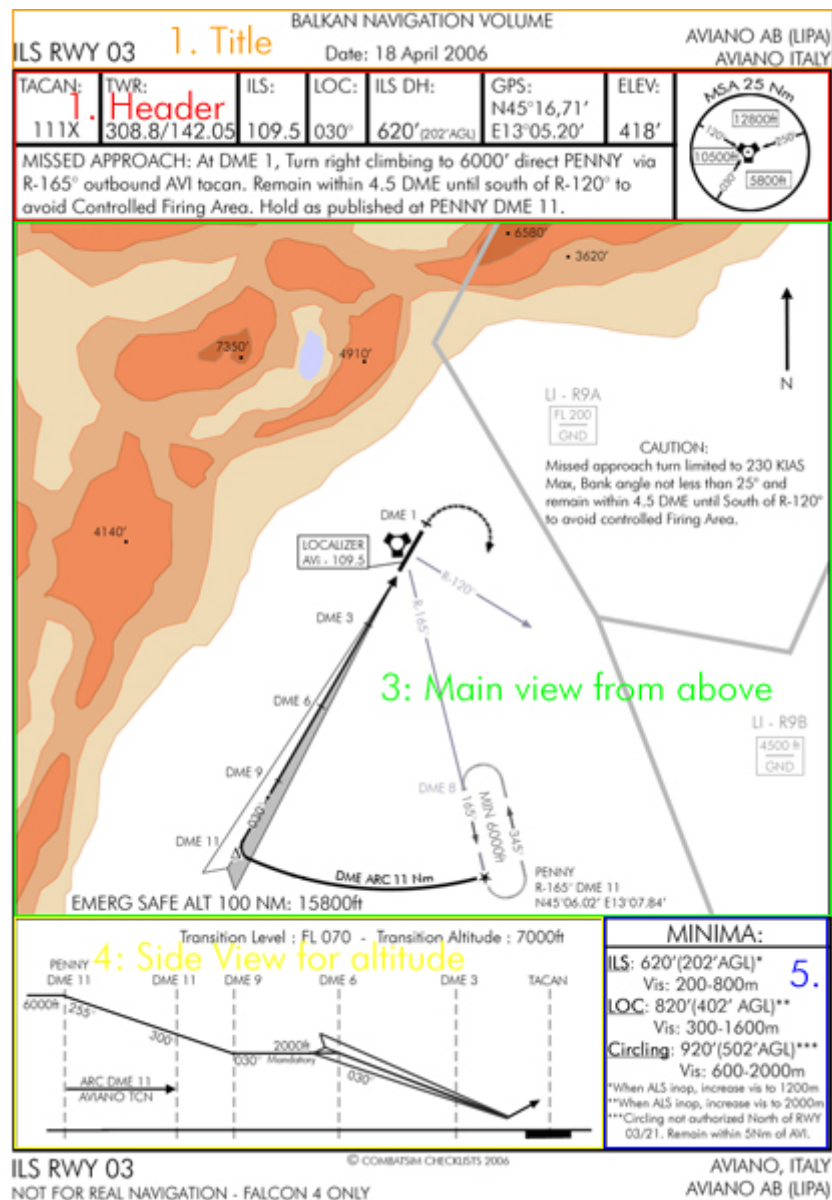 BALKAN NAVIGATION VOLUME
ILS RWY 03
1. Title
Date: 18 April 2006
AVIANO AB (LIPA)
AVIANO ITALY
TACAN:
111X
TWR:
308.8/142.05
1. Header
ILS:
109.5
LOC:
030°
ILS DH:
620' (202'AGL)
GPS:
N45°16,71'
E13°05.20'
ELEV:
418'
MSA 25 Nm
12800ft
120°
250°
10500ft
030°
5800ft
MISSED APPROACH: At DME 1, Turn right climbing to 6000' direct PENNY via
R-165° outbound AVI tacan. Remain within 4.5 DME until south of R-120° to
avoid Controlled Firing Area. Hold as published at PENNY DME 11.
6580'
3620'
7350'
4910'
N
LI - R9A
FL 200
GND
CAUTION:
Missed approach turn limited to 230 KIAS
Max, Bank angle not less than 25° and
remain within 4.5 DME until South of R-120°
to avoid controlled Firing Area.
4140'
DME 1
LOCALIZER
AVI - 109.5
R-120°
R-165°
DME 3
3: Main view from above
DME 6
LI - R9B
4500 ft
GND
DME 9
DME 8
030°
165°
MIN 6000ft
345°
DME 11
DME ARC 11 Nm
PENNY
R-165° DME 11
N45°06.02' E13°07.84'
EMERG SAFE ALT 100 NM: 15800ft
Transition Level : FL 070 - Transition Altitude : 7000ft
4: Side View for altitude
PENNY
DME 11
DME 11
DME 9
DME 6
DME 3
TACAN
6000ft
255°
300°
030°
2000ft
Mandatory
030°
ARC DME 11
AVIANO TCN
MINIMA:
5.
ILS: 620'(202'AGL)*
Vis: 200-800m
LOC: 820'(402' AGL)**
Vis: 300-1600m
Circling: 920'(502'AGL)***
Vis: 600-2000m
*When ALS inop, increase vis to 1200m
**When ALS inop, increase vis to 2000m
***Circling not authorized North of RWY
03/21. Remain within 5Nm of AVI.
ILS RWY 03
© COMBATSIM CHECKLISTS 2006
AVIANO, ITALY
NOT FOR REAL NAVIGATION - FALCON 4 ONLY
AVIANO AB (LIPA)